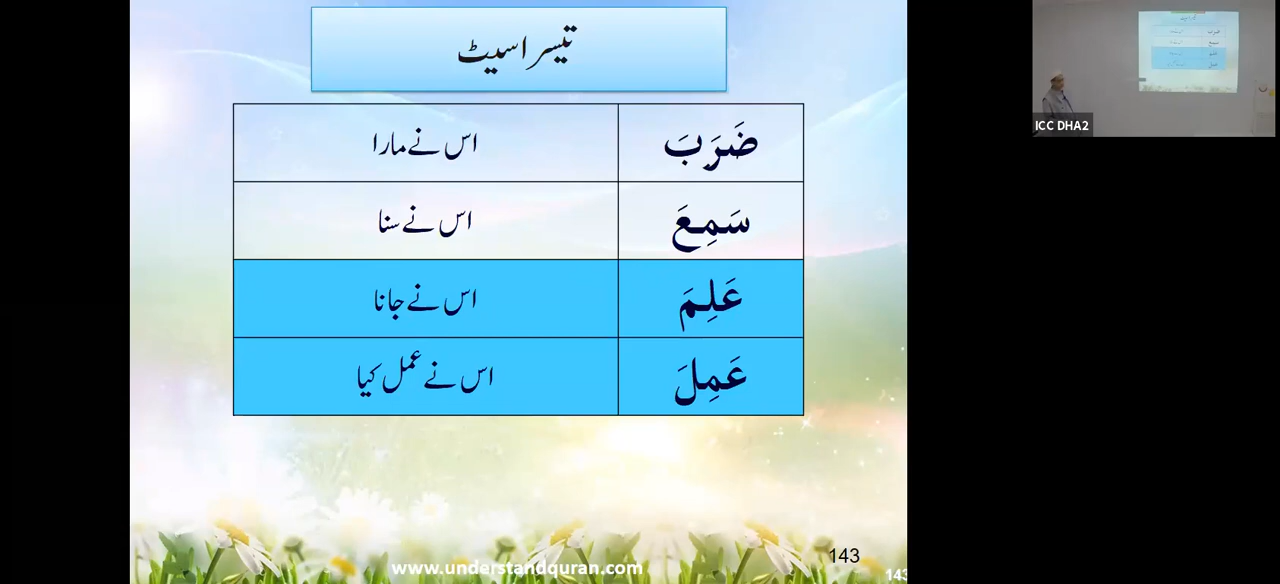 تیسرا سیٹ
ضَرَبَ اس نے مارا
سَمِعَ اس نے سنا
عَلِمَ اس نے جانا
عَمِلَ اس نے عمل کیا
www.understandquran.com
143
143
ICC DHA2